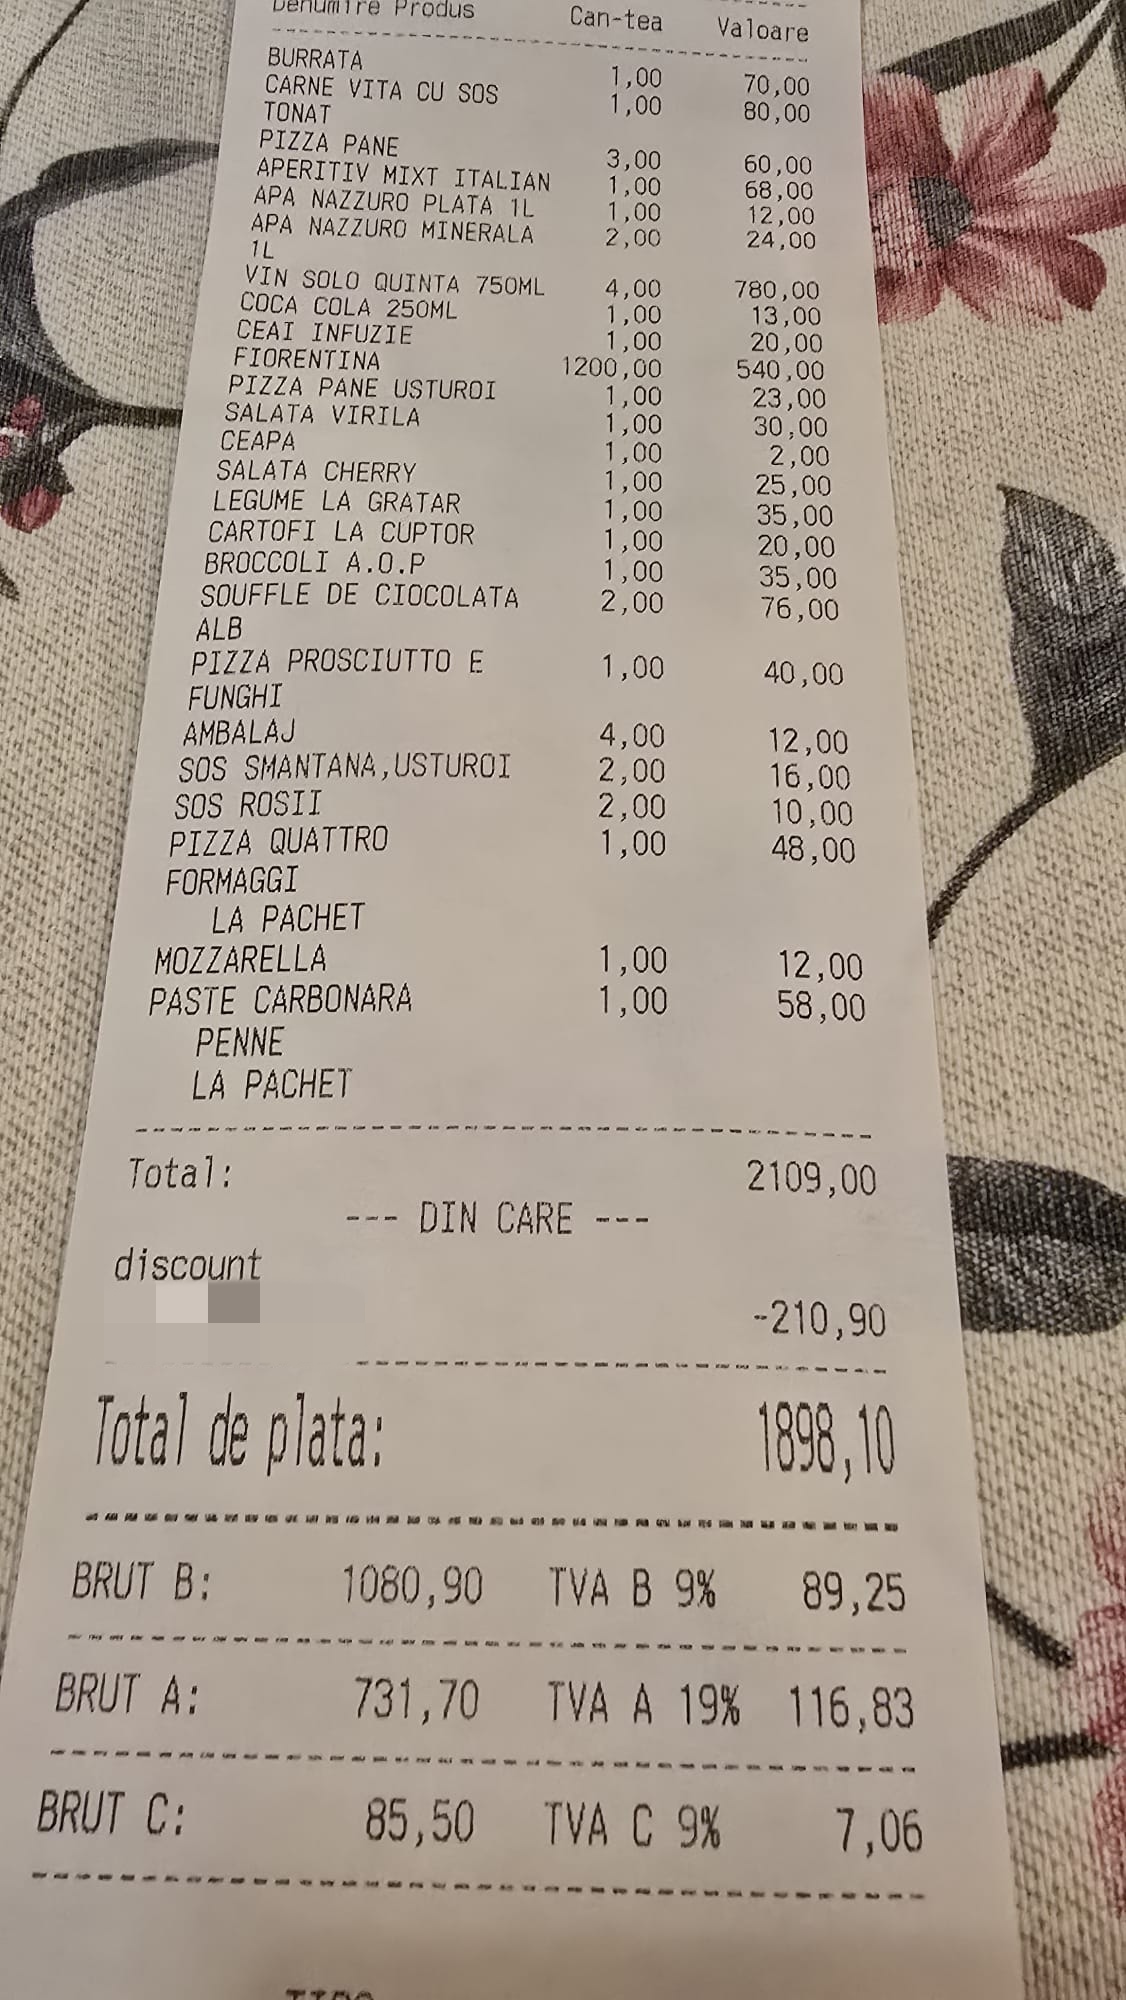 Denumire Produs Can-tea Valoare
BURRATA 1,00 70,00
CARNE VITA CU SOS 1,00 80,00
TONAT
PIZZA PANE 3,00 60,00
APERITIV MIXT ITALIAN 1,00 68,00
APA NAZZURO PLATA 1L 1,00 12,00
APA NAZZURO MINERALA 2,00 24,00
1L
VIN SOLO QUINTA 750ML 4,00 780,00
COCA COLA 250ML 1,00 13,00
CEAI INFUZIE 1,00 20,00
FIORENTINA 1200,00 540,00
PIZZA PANE USTUROI 1,00 23,00
SALATA VIRILA 1,00 30,00
CEAPA 1,00 2,00
SALATA CHERRY 1,00 25,00
LEGUME LA GRATAR 1,00 35,00
CARTOFI LA CUPTOR 1,00 20,00
BROCCOLI A.O.P 1,00 35,00
SOUFFLE DE CIOCOLATA 2,00 76,00
ALB
PIZZA PROSCIUTTO E 1,00 40,00
FUNGHI
AMBALAJ 4,00 12,00
SOS SMANTANA,USTUROI 2,00 16,00
SOS ROSII 2,00 10,00
PIZZA QUATTRO 1,00 48,00
FORMAGGI
LA PACHET
MOZZARELLA 1,00 12,00
PASTE CARBONARA 1,00 58,00
PENNE
LA PACHET
Total: 2109,00
--- DIN CARE ---
discount
-210,90
Total de plata: 1898,10
BRUT B: 1080,90 TVA B 9% 89,25
BRUT A: 731,70 TVA A 19% 116,83
BRUT C: 85,50 TVA C 9% 7,06